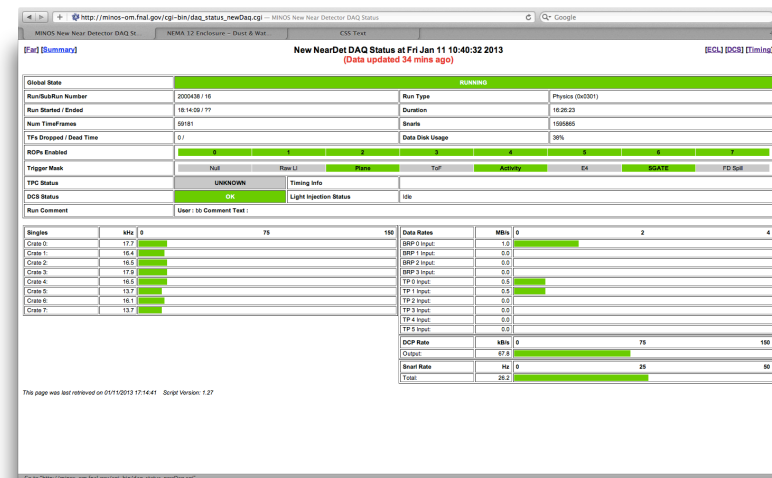 http://minos-om.fnal.gov/cgi-bin/daq_status_newDaq.cgi — MINOS New Near Detector DAQ Status
Google
MINOS New Near Detector DAQ St...
NEMA 12 Enclosure – Dust & Wat...
CSS Text
[Far] [Summary]
New NearDet DAQ Status at Fri Jan 11 10:40:32 2013
[ECL] [DCS] [Timing]
(Data updated 34 mins ago)
Global State RUNNING
Run/SubRun Number 2000438 / 16 Run Type Physics (0x0301)
Run Started / Ended 18:14:09 / ?? Duration 16:26:23
Num TimeFrames 59181 Snarls 1595865
TFs Dropped / Dead Time 0 / Data Disk Usage 38%
ROPs Enabled 0 1 2 3 4 5 6 7
Trigger Mask Null Raw LI Plane ToF Activity E4 SGATE FD Spill
TPC Status UNKNOWN Timing Info
DCS Status OK Light Injection Status Idle
Run Comment User : bb Comment Text :
Singles kHz 0 75 150 Data Rates MB/s 0 2 4
Crate 0: 17.7 BRP 0 Input: 1.0
Crate 1: 16.4 BRP 1 Input: 0.0
Crate 2: 16.5 BRP 2 Input: 0.0
Crate 3: 17.9 BRP 3 Input: 0.0
Crate 4: 16.5 TP 0 Input: 0.5
Crate 5: 13.7 TP 1 Input: 0.5
Crate 6: 16.1 TP 2 Input: 0.0
Crate 7: 13.7 TP 3 Input: 0.0
TP 4 Input: 0.0
TP 5 Input: 0.0
DCP Rate kB/s 0 75 150
Output: 67.8
Snarl Rate Hz 0 25 50
Total: 26.2
This page was last retrieved on 01/11/2013 17:14:41 Script Version: 1.27